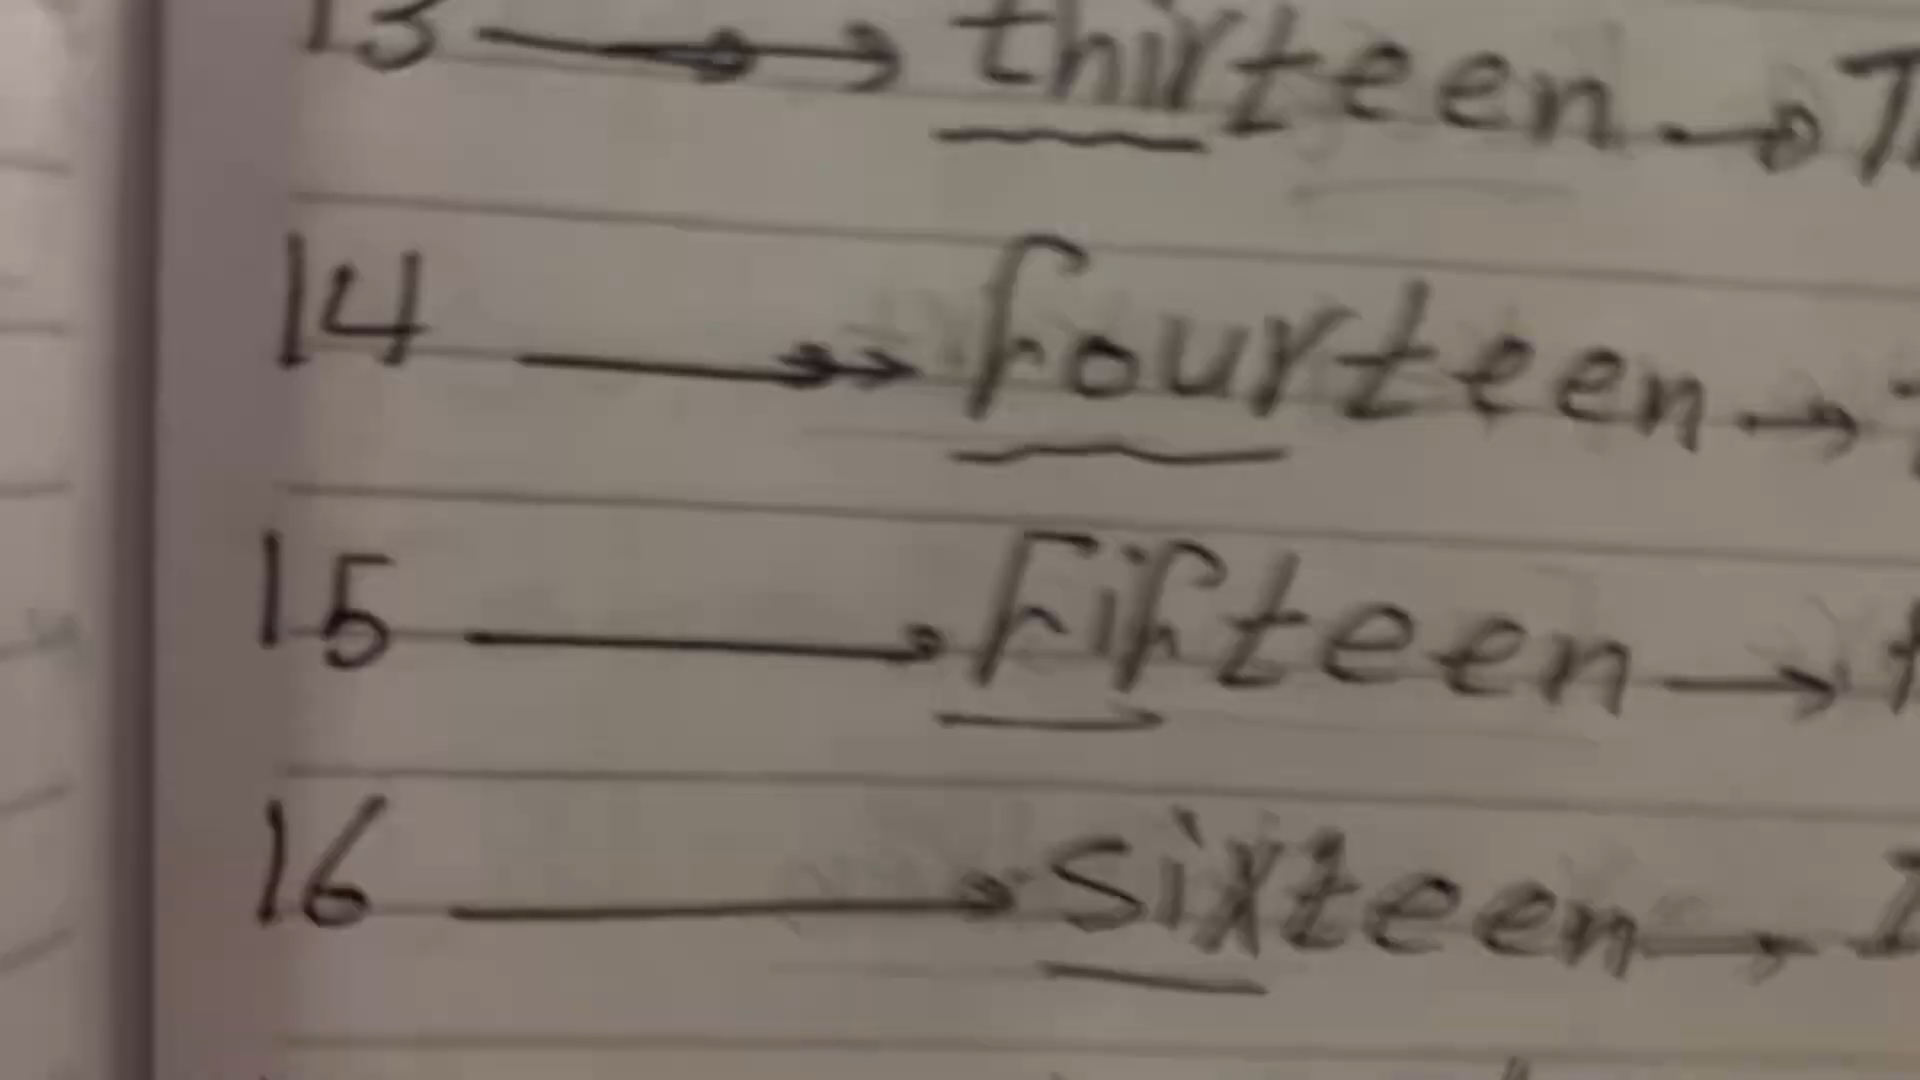 13 →→ thirteen →
14 →→ fourteen →
15 → Fifteen →
16 → sixteen →